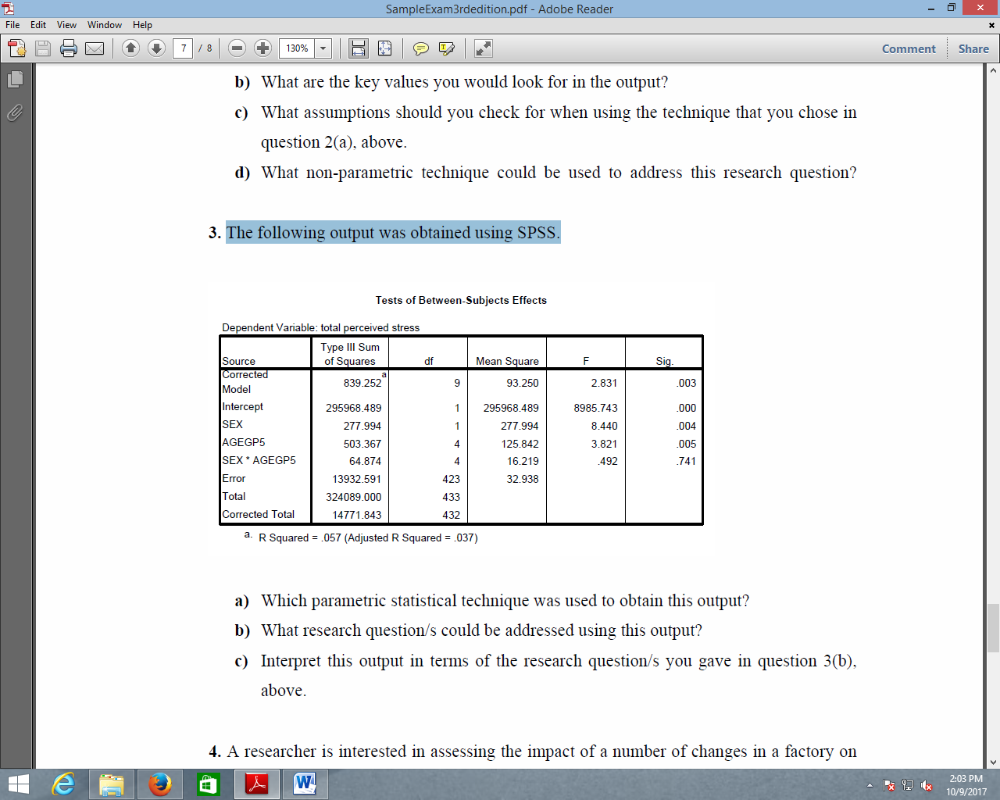 SampleExam3rdedition.pdf - Adobe Reader
File Edit View Window Help
7 / 8 130% Comment Share
b) What are the key values you would look for in the output?
c) What assumptions should you check for when using the technique that you chose in
question 2(a), above.
d) What non-parametric technique could be used to address this research question?
3. The following output was obtained using SPSS.
Tests of Between-Subjects Effects
Dependent Variable: total perceived stress
Type III Sum
Source of Squares df Mean Square F Sig.
Corrected
Model 839.252a 9 93.250 2.831 .003
Intercept 295968.489 1 295968.489 8985.743 .000
SEX 277.994 1 277.994 8.440 .004
AGEGP5 503.367 4 125.842 3.821 .005
SEX * AGEGP5 64.874 4 16.219 .492 .741
Error 13932.591 423 32.938
Total 324089.000 433
Corrected Total 14771.843 432
a. R Squared = .057 (Adjusted R Squared = .037)
a) Which parametric statistical technique was used to obtain this output?
b) What research question/s could be addressed using this output?
c) Interpret this output in terms of the research question/s you gave in question 3(b),
above.
4. A researcher is interested in assessing the impact of a number of changes in a factory on
2:03 PM
10/9/2017